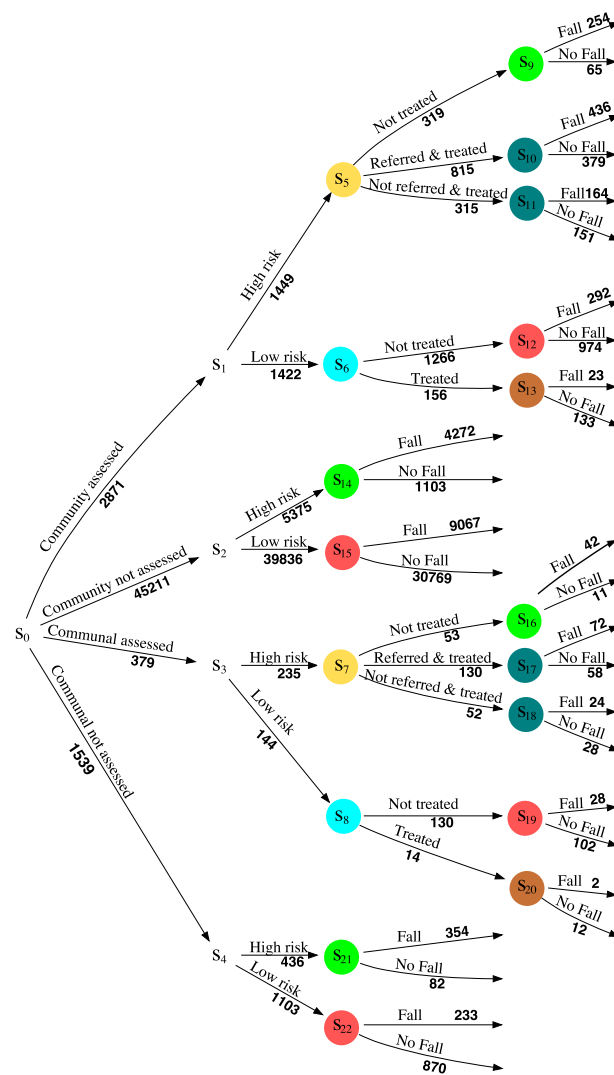 Fall 254
S9
No Fall
65
Not treated
319
Fall 436
Referred & treated
815
S10
No Fall
379
S5
Not referred & treated
315
S11
Fall 164
No Fall
151
High risk
1449
Fall 292
Not treated
1266
S12
No Fall
974
S1
Low risk
1422
S6
Treated
156
S13
Fall 23
No Fall
133
Community assessed
2871
Fall 4272
High risk
5375
S14
No Fall
1103
S2
Low risk
39836
S15
Fall 9067
No Fall
30769
Community not assessed
45211
Fall 42
Not treated
53
S16
No Fall
11
S0
Communal assessed
379
S3
High risk
235
S7
Referred & treated
130
S17
Fall 72
No Fall
58
Not referred & treated
52
S18
Fall 24
No Fall
28
Low risk
144
Communal not assessed
1539
S8
Not treated
130
S19
Fall 28
No Fall
102
Treated
14
S20
Fall 2
No Fall
12
S4
High risk
436
S21
Fall 354
No Fall
82
Low risk
1103
S22
Fall 233
No Fall
870